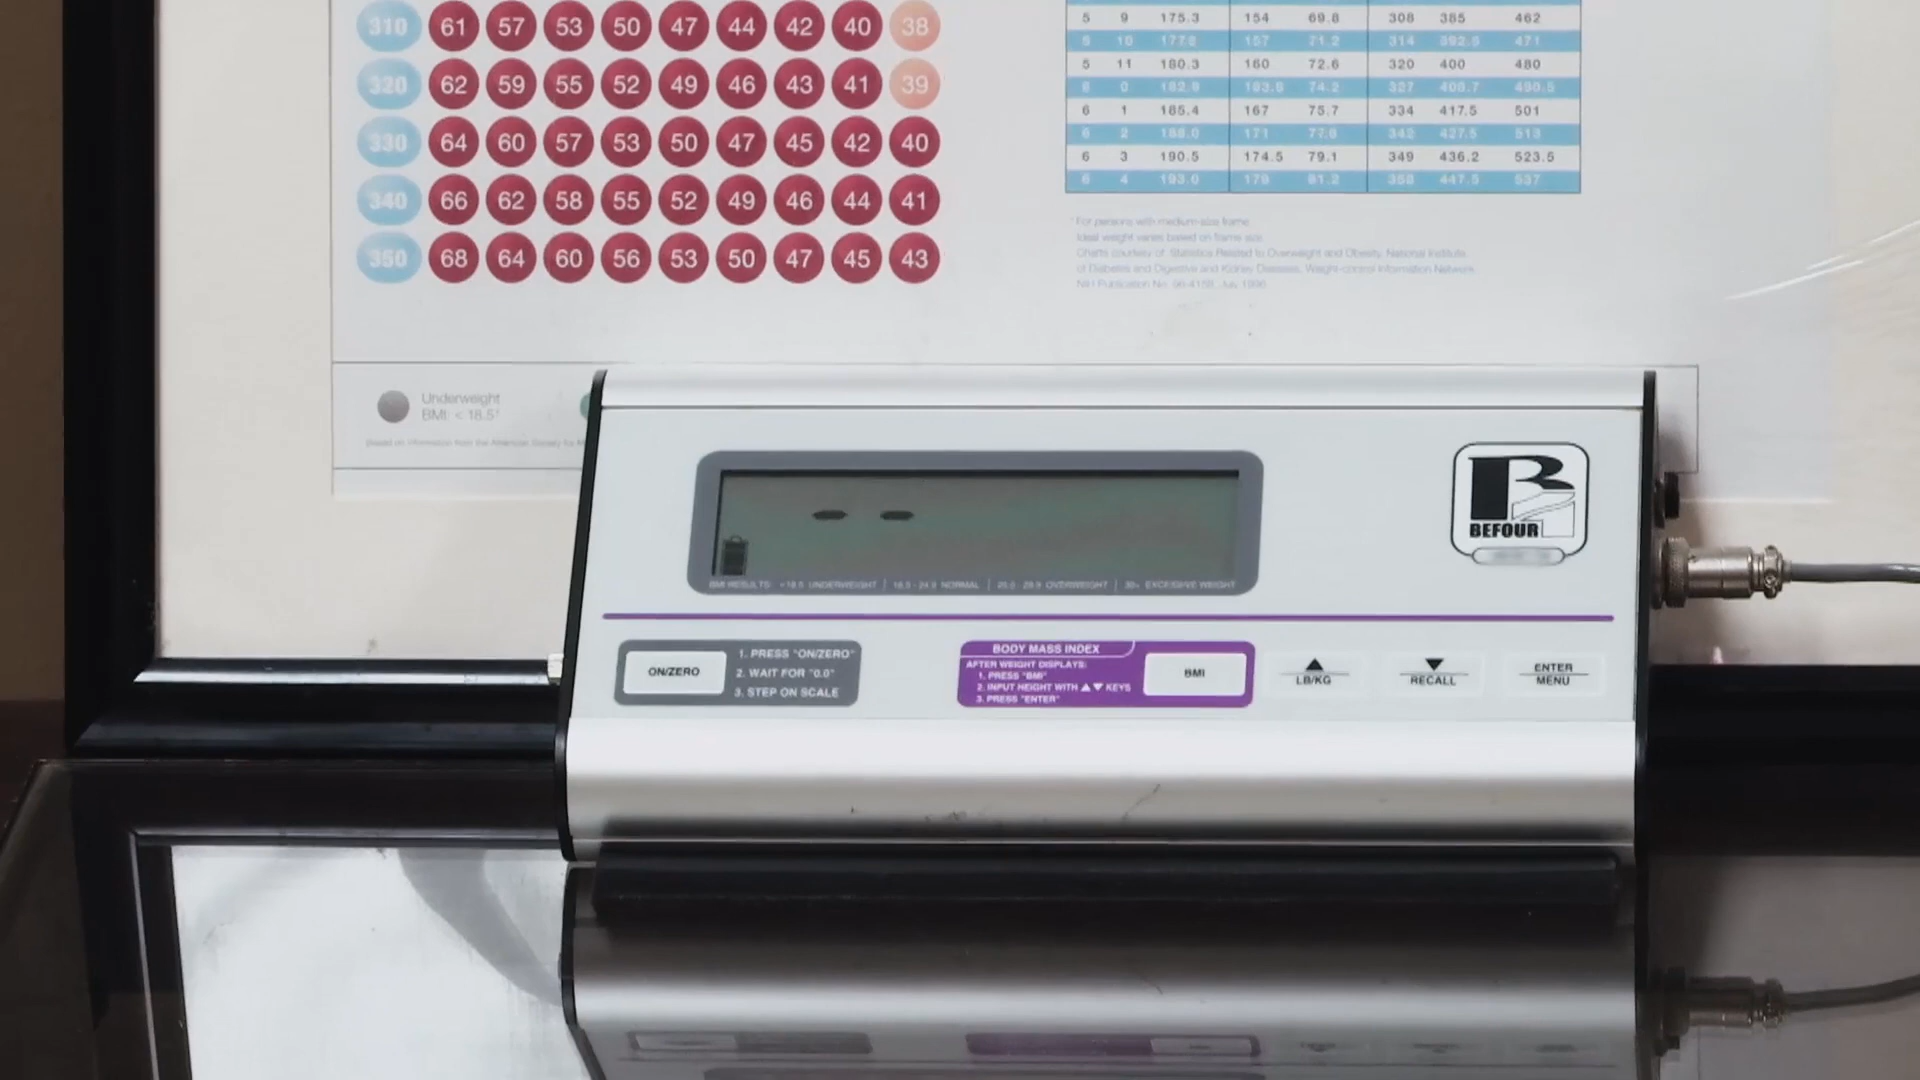 310 61 57 53 50 47 44 42 40 38
320 62 59 55 52 49 46 43 41 39
330 64 60 57 53 50 47 45 42 40
340 66 62 58 55 52 49 46 44 41
350 68 64 60 56 53 50 47 45 43
5 9 175.3 154 69.8 308 385 462
5 10 177.8 157 71.2 314 392.5 471
5 11 180.3 160 72.6 320 400 480
6 0 182.9 163.5 74.2 327 408.7 490.5
6 1 185.4 167 75.7 334 417.5 501
6 2 188.0 171 77.6 342 427.5 513
6 3 190.5 174.5 79.1 349 436.2 523.5
6 4 193.0 179 81.2 358 447.5 537
* For persons with medium-size frame.
Ideal weight varies based on frame size.
Charts courtesy of: Statistics Related to Overweight and Obesity, National Institute
of Diabetes and Digestive and Kidney Diseases, Weight-control Information Network
NIH Publication No. 96-4158, July 1996
Underweight
BMI: < 18.5
Based on information from the American Society for
- -
BMI RESULTS: <18.5 UNDERWEIGHT | 18.5 - 24.9 NORMAL | 25.0 - 29.9 OVERWEIGHT | 30+ EXCESSIVE WEIGHT
BEFOUR
ON/ZERO
1. PRESS "ON/ZERO"
2. WAIT FOR "0.0"
3. STEP ON SCALE
BODY MASS INDEX
AFTER WEIGHT DISPLAYS:
1. PRESS "BMI"
2. INPUT HEIGHT WITH ▲▼ KEYS
3. PRESS "ENTER"
BMI
▲
LB/KG
▼
RECALL
ENTER
MENU